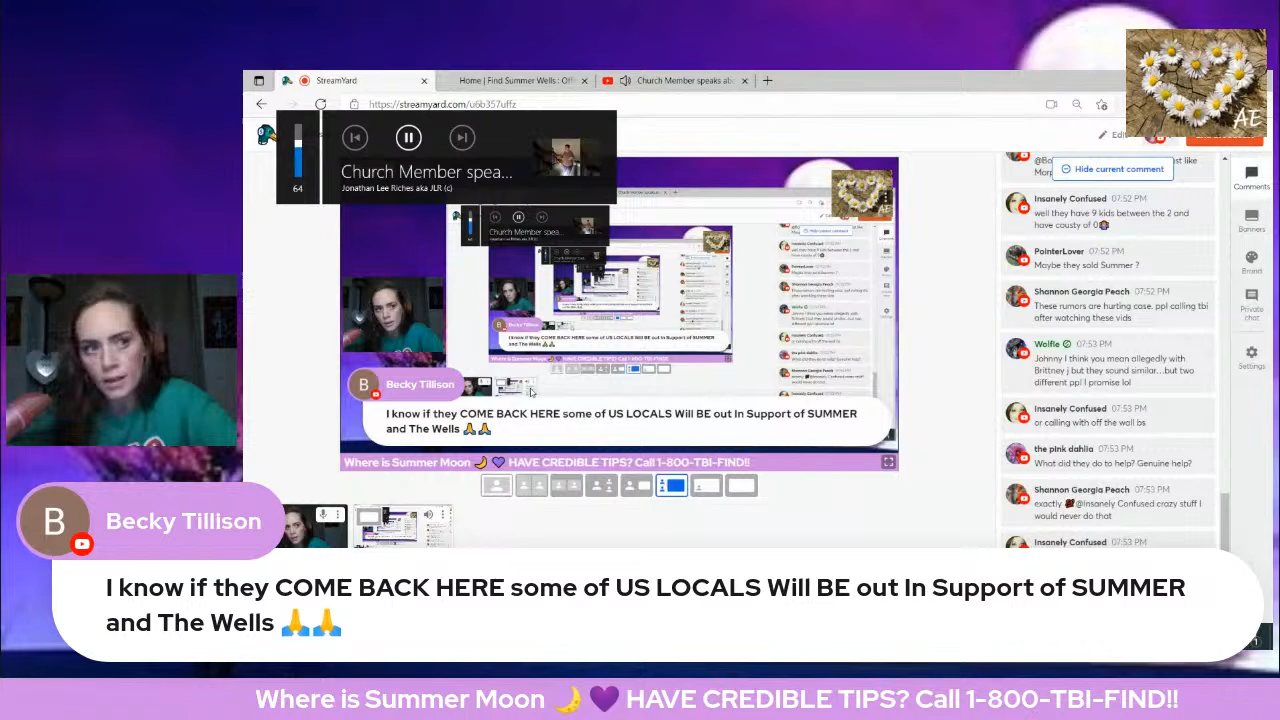 AE
StreamYard
Home | Find Summer Wells : Off
Church Member speaks ab
https://streamyard.com/u6b357uffz
64
Church Member spea...
Jonathan Lee Riches aka JLR (c)
Hide current comment
Insanely Confused 07:52 PM
well they have 9 kids between the 2 and
have cousty of 0
PointerLover 07:52 PM
Maybe they sold Summer ?
Shannon Georgia Peach 07:52 PM
These rumors are hurting these. ppl calling tbi
after watching these vids
Wolfie 07:53 PM
Johnny I think you mean allegedly with
Brittney j but they sound similar...but two
different ppl I promise lol
Insanely Confused 07:53 PM
or calling with off the wall bs
the pink dahlia 07:53 PM
What did they do to help? Genuine help?
Shannon Georgia Peach 07:53 PM
exactly @Insanely Confused crazy stuff I
would never do that
Insanely Confused 07:53 PM
Comments
Banners
Brand
Private
chat
Settings
Church Member spea...
B Becky Tillison
I know if they COME BACK HERE some of US LOCALS Will BE out In Support of SUMMER
and The Wells 🙏🙏
Where is Summer Moon 🌙 💜 HAVE CREDIBLE TIPS? Call 1-800-TBI-FIND!!
B Becky Tillison
I know if they COME BACK HERE some of US LOCALS Will BE out In Support of SUMMER
and The Wells 🙏🙏
Where is Summer Moon 🌙 💜 HAVE CREDIBLE TIPS? Call 1-800-TBI-FIND!!